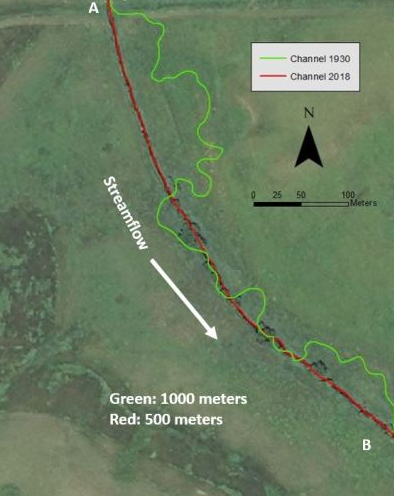 A
Channel 1930
Channel 2018
N
0 25 50 100
Meters
Streamflow
Green: 1000 meters
Red: 500 meters
B